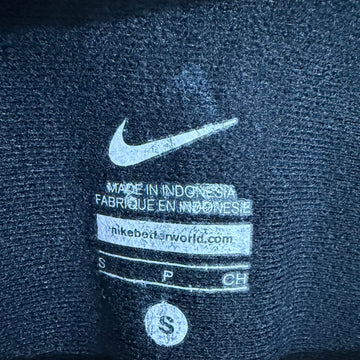 MADE IN INDONESIA
FABRIQUE EN INDONESIE
nikebetterworld.com
S P CH
S